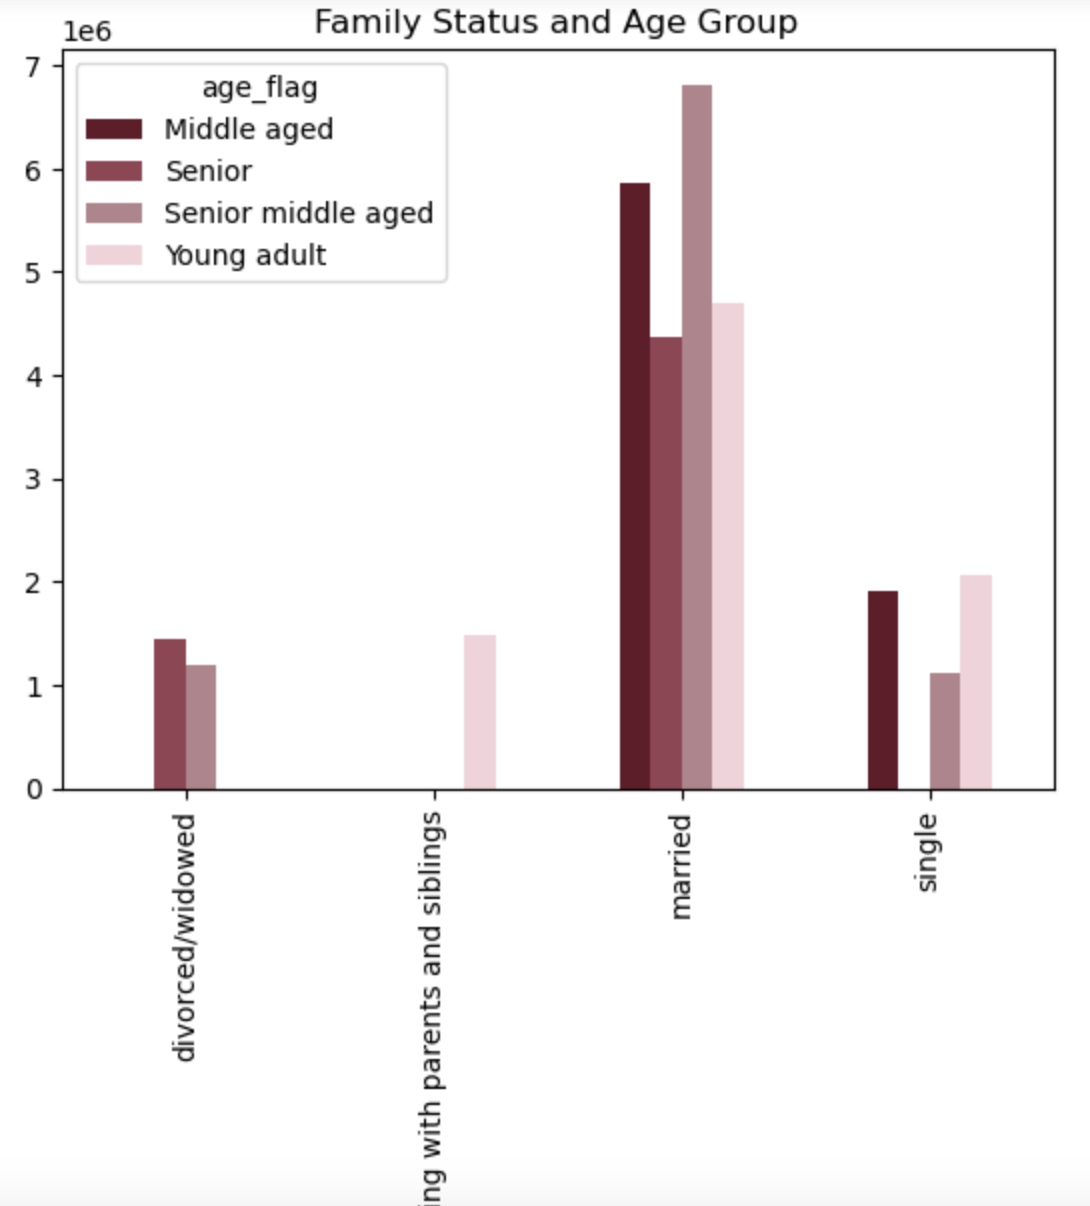 Family Status and Age Group
1e6
7
6
5
4
3
2
1
0
age_flag
Middle aged
Senior
Senior middle aged
Young adult
divorced/widowed
ing with parents and siblings
married
single